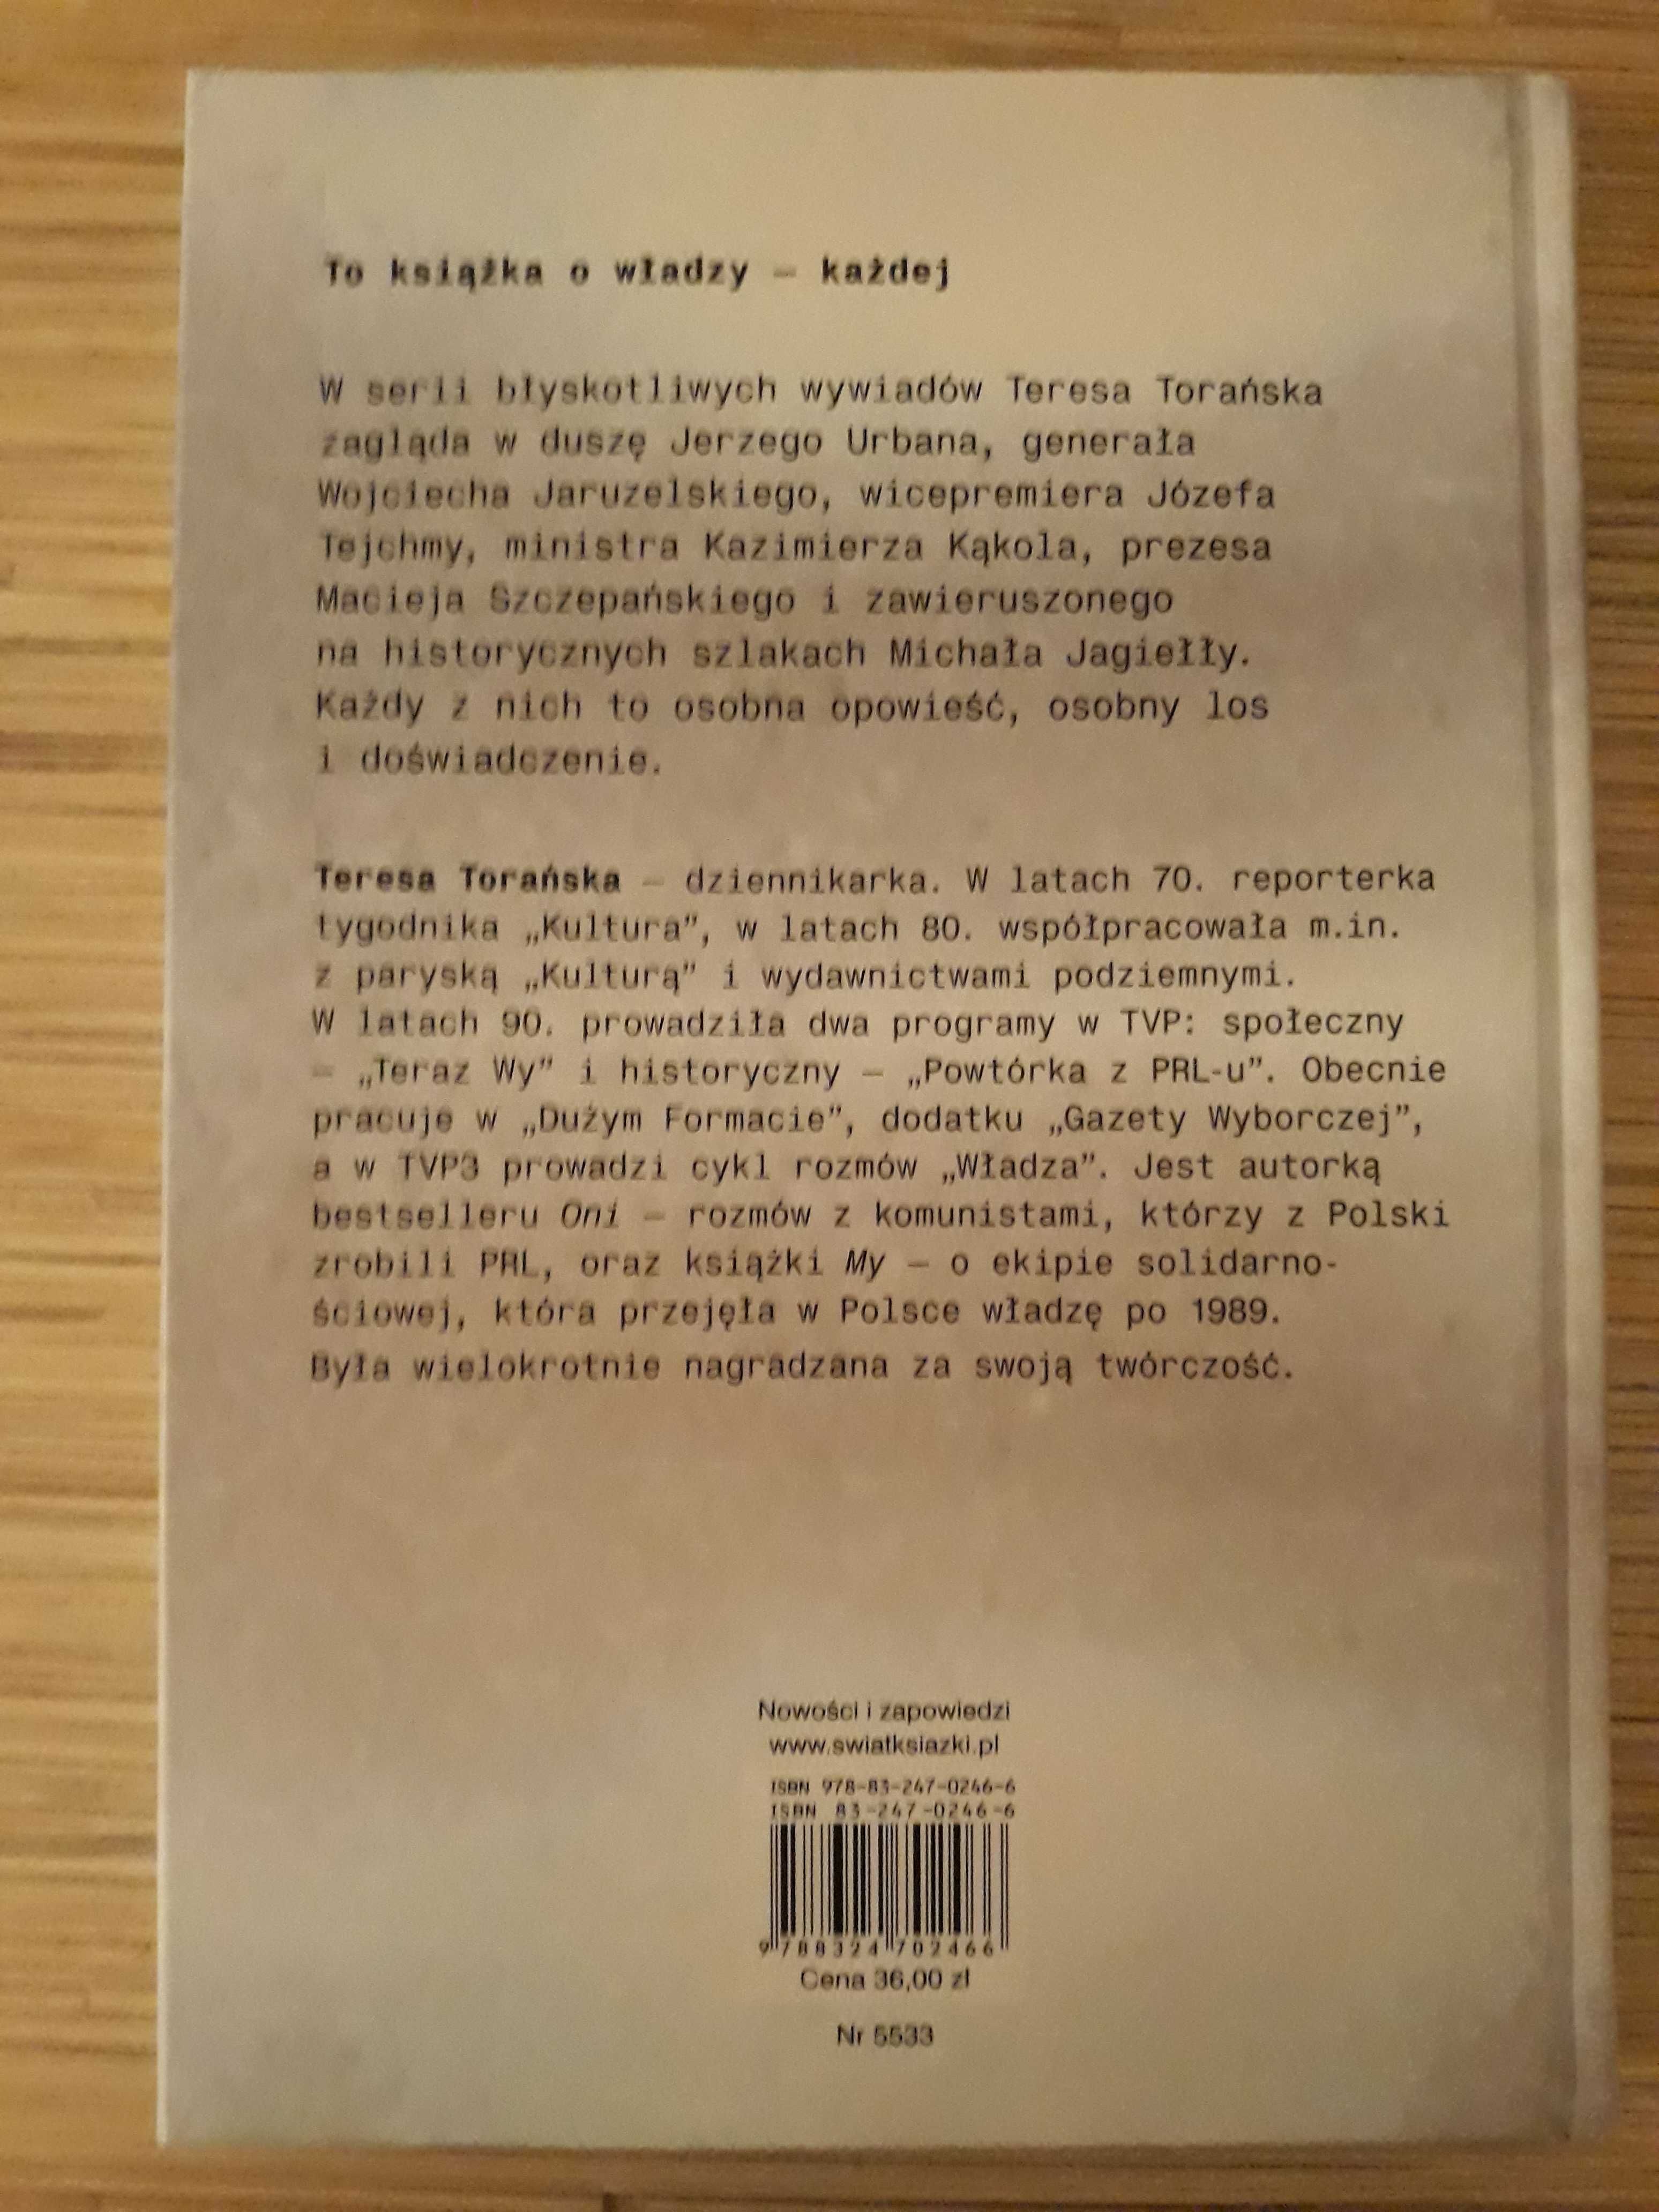 To książka o władzy – każdej
W serii błyskotliwych wywiadów Teresa Torańska
zagląda w duszę Jerzego Urbana, generała
Wojciecha Jaruzelskiego, wicepremiera Józefa
Tejchmy, ministra Kazimierza Kąkola, prezesa
Macieja Szczepańskiego i zawieruszonego
na historycznych szlakach Michała Jagiełły.
Każdy z nich to osobna opowieść, osobny los
i doświadczenie.
Teresa Torańska – dziennikarka. W latach 70. reporterka
tygodnika „Kultura”, w latach 80. współpracowała m.in.
z paryską „Kulturą” i wydawnictwami podziemnymi.
W latach 90. prowadziła dwa programy w TVP: społeczny
– „Teraz Wy” i historyczny – „Powtórka z PRL-u”. Obecnie
pracuje w „Dużym Formacie”, dodatku „Gazety Wyborczej”,
a w TVP3 prowadzi cykl rozmów „Władza”. Jest autorką
bestselleru Oni – rozmów z komunistami, którzy z Polski
zrobili PRL, oraz książki My – o ekipie solidarno-
ściowej, która przejęła w Polsce władzę po 1989.
Była wielokrotnie nagradzana za swoją twórczość.
Nowości i zapowiedzi
www.swiatksiazki.pl
ISBN 978-83-247-0246-6
ISBN 83-247-0246-6
9 788324 702466
Cena 36,00 zł
Nr 5533